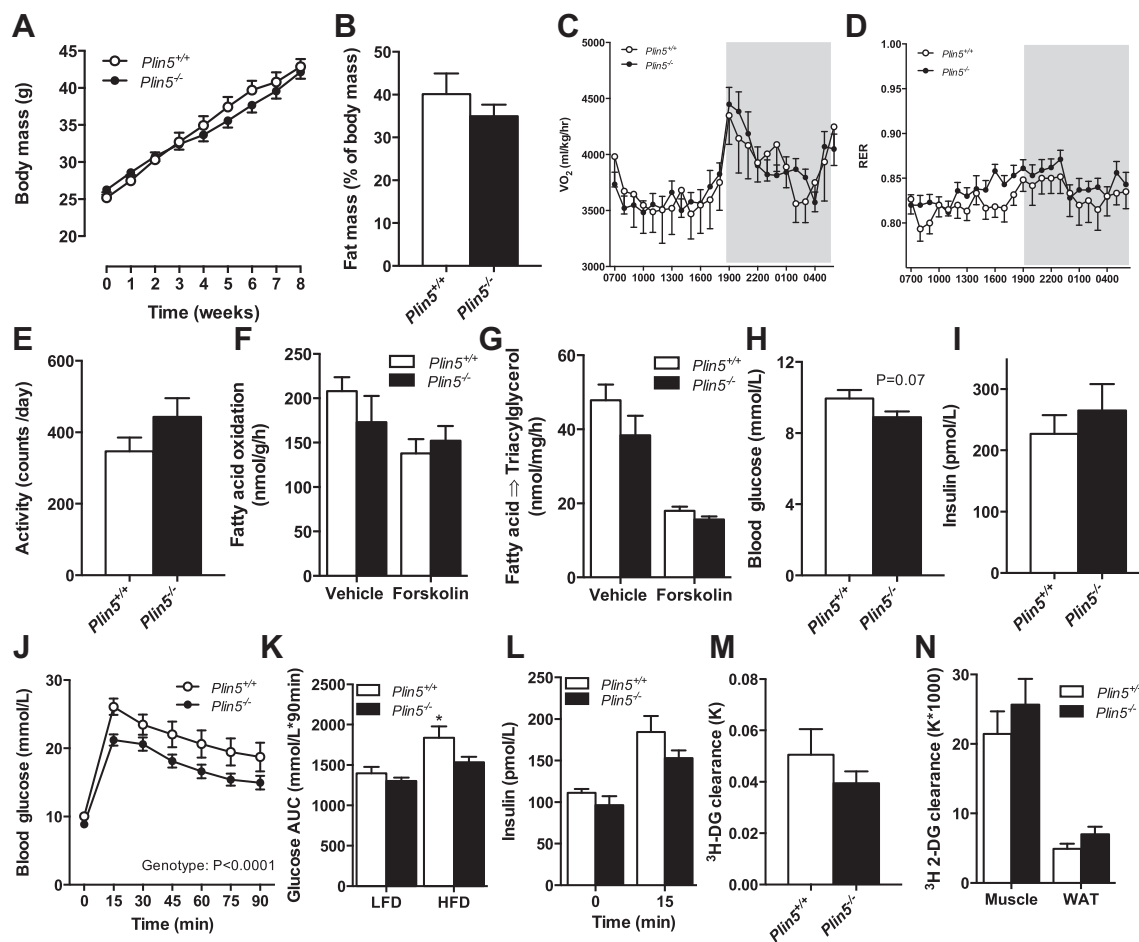 A
Body mass (g)
45
40
35
30
25
20
Plin5+/+
Plin5-/-
0 1 2 3 4 5 6 7 8
Time (weeks)
B
Fat mass (% of body mass)
50
40
30
20
10
0
Plin5+/+
Plin5-/-
C
VO2 (ml/kg/hr)
5000
4500
4000
3500
3000
Plin5+/+
Plin5-/-
0700 1000 1300 1600 1900 2200 0100 0400
D
RER
1.00
0.95
0.90
0.85
0.80
Plin5+/+
Plin5-/-
0700 1000 1300 1600 1900 2200 0100 0400
E
Activity (counts /day)
600
400
200
0
Plin5+/+
Plin5-/-
F
Fatty acid oxidation
(nmol/g/h)
250
200
150
100
50
0
Plin5+/+
Plin5-/-
Vehicle Forskolin
G
Fatty acid ⇒ Triacylglycerol
(nmol/mg/h)
60
40
20
0
Plin5+/+
Plin5-/-
Vehicle Forskolin
H
Blood glucose (mmol/L)
12
9
6
3
0
P=0.07
Plin5+/+
Plin5-/-
I
Insulin (pmol/L)
300
200
100
0
Plin5+/+
Plin5-/-
J
Blood glucose (mmol/L)
30
20
10
0
Plin5+/+
Plin5-/-
Genotype: P<0.0001
0 15 30 45 60 75 90
Time (min)
K
Glucose AUC (mmol/L*90min)
2500
2250
2000
1750
1500
1250
1000
400
200
0
Plin5+/+
Plin5-/-
*
LFD HFD
L
Insulin (pmol/L)
250
200
150
100
50
0
Plin5+/+
Plin5-/-
0 15
Time (min)
M
3H-DG clearance (K)
0.08
0.06
0.04
0.02
0.00
Plin5+/+
Plin5-/-
N
3H 2-DG clearance (K*1000)
30
20
10
0
Plin5+/
Plin5-/-
Muscle WAT